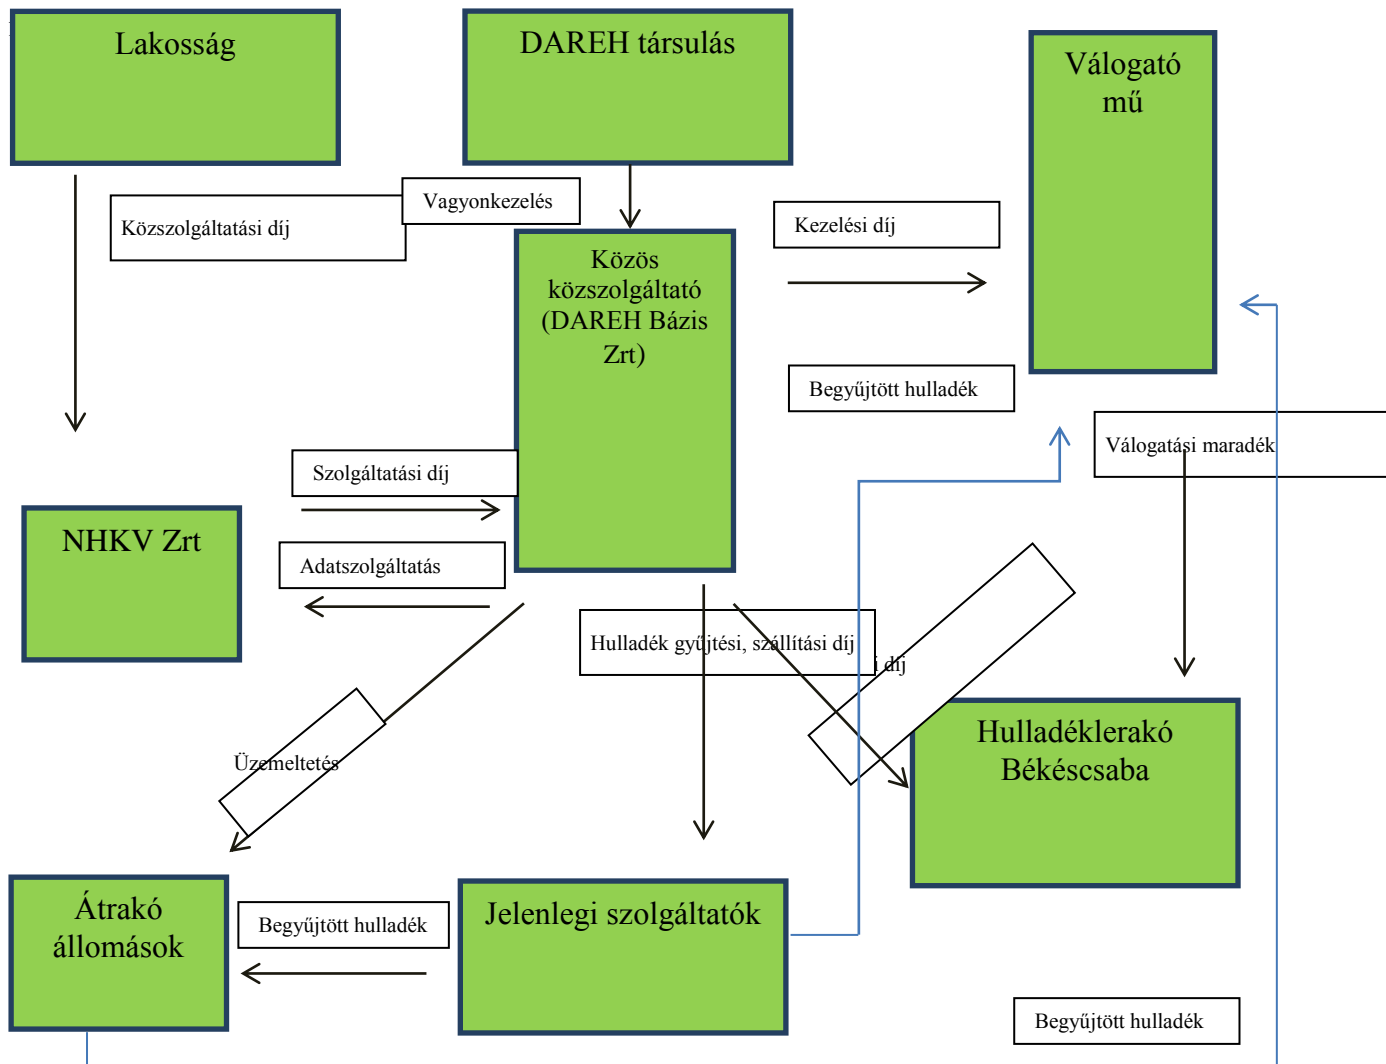 Lakosság
DAREH társulás
Válogató
mű
Vagyonkezelés
Közszolgáltatási díj
Kezelési díj
Közös
közszolgáltató
(DAREH Bázis
Zrt)
Begyűjtött hulladék
Válogatási maradék
Szolgáltatási díj
NHKV Zrt
Adatszolgáltatás
Hulladék gyűjtési, szállítási díj
i díj
Hulladéklerakó
Békéscsaba
Üzemeltetés
Átrakó
állomások
Begyűjtött hulladék
Jelenlegi szolgáltatók
Begyűjtött hulladék